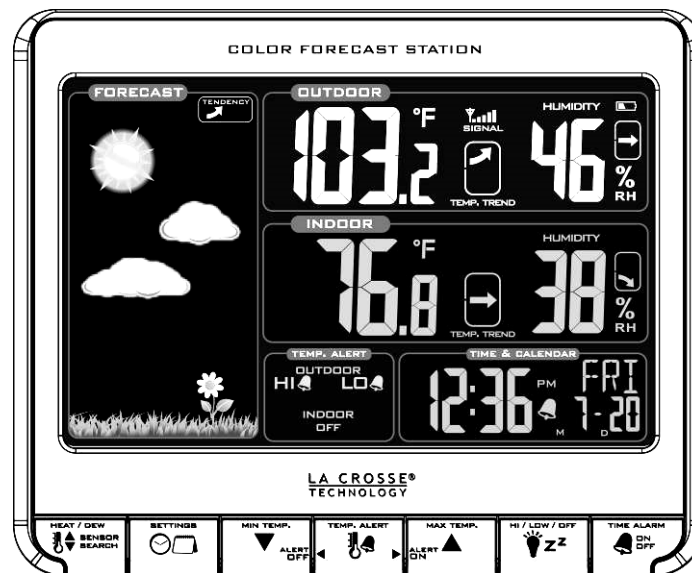 COLOR FORECAST STATION
FORECAST
TENDENCY
OUTDOOR
103.2 °F
SIGNAL
TEMP. TREND
HUMIDITY
46 % RH
INDOOR
76.8 °F
TEMP. TREND
HUMIDITY
38 % RH
TEMP. ALERT
OUTDOOR
HI LO
INDOOR
OFF
TIME & CALENDAR
12:36 PM
FRI
7-20
M D
LA CROSSE®
TECHNOLOGY
HEAT / DEW
SENSOR
SEARCH
SETTINGS
MIN TEMP.
ALERT
OFF
TEMP. ALERT
MAX TEMP.
ALERT
ON
HI / LOW / OFF
ZZ
TIME ALARM
ON
OFF